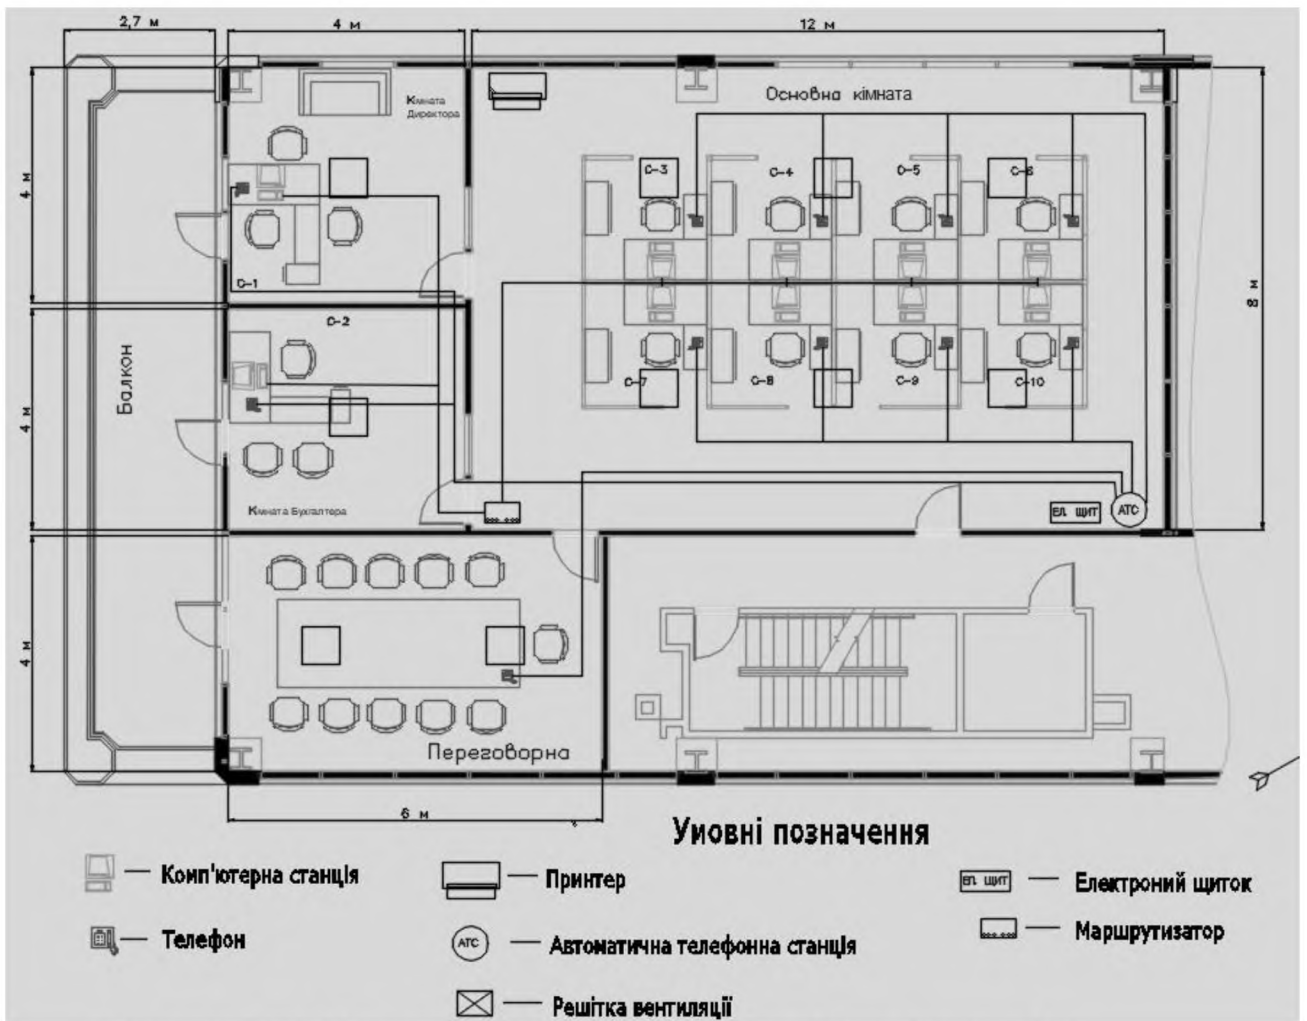 2,7 м
4 м
12 м
Основна кімната
Кімната
Директора
4 м
С-3
С-4
С-5
С-6
С-1
8 м
С-2
Балкон
4 м
С-7
С-8
С-9
С-10
Кімната Бухгалтера
ЕЛ ЩИТ
АТС
4 м
Переговорна
6 м
Умовні позначення
Комп'ютерна станція
Принтер
ЕЛ ЩИТ
Електроний щиток
Телефон
АТС
Автоматична телефонна станція
Маршрутизатор
Решітка вентиляції